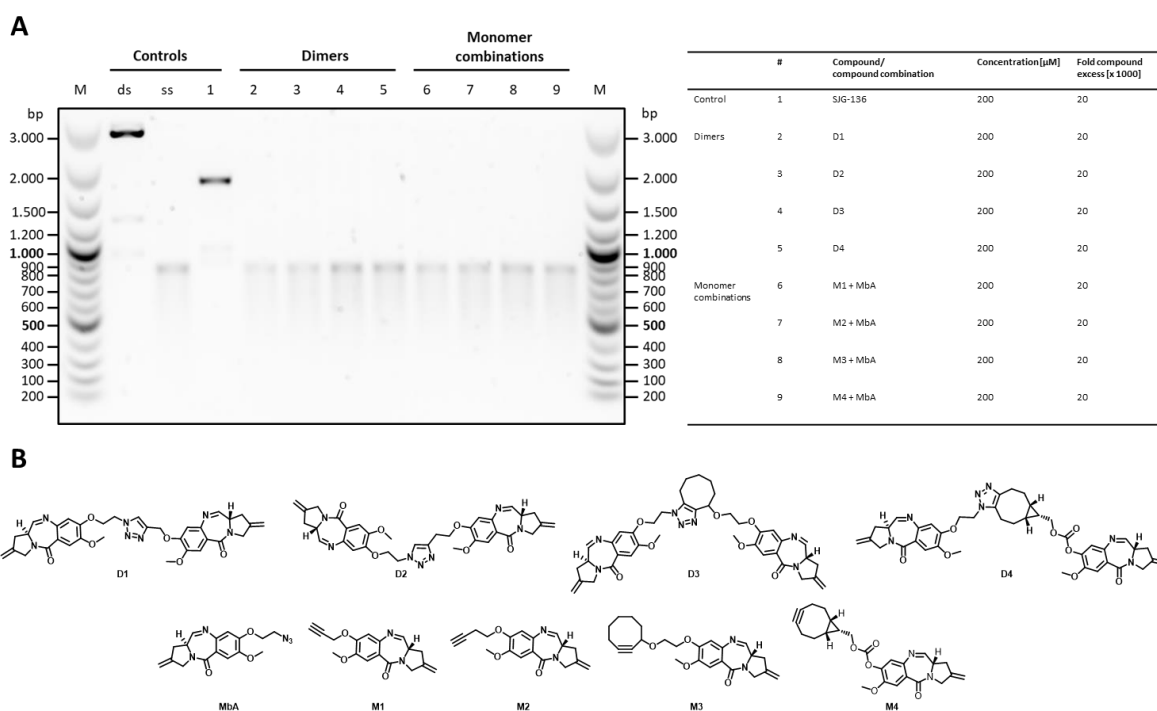 A
Controls
Dimers
Monomer
combinations
M ds ss 1 2 3 4 5 6 7 8 9 M
bp
3.000
2.000
1.500
1.200
1.000
900
800
700
600
500
400
300
100
200
bp
3.000
2.000
1.500
1.200
1.000
900
800
700
600
500
400
300
100
200
# Compound/ compound combination Concentration[µM] Fold compound excess [x 1000]
Control 1 SJG-136 200 20
Dimers 2 D1 200 20
3 D2 200 20
4 D3 200 20
5 D4 200 20
Monomer combinations 6 M1 + MbA 200 20
7 M2 + MbA 200 20
8 M3 + MbA 200 20
9 M4 + MbA 200 20
B
D1
D2
D3
D4
MbA
M1
M2
M3
M4